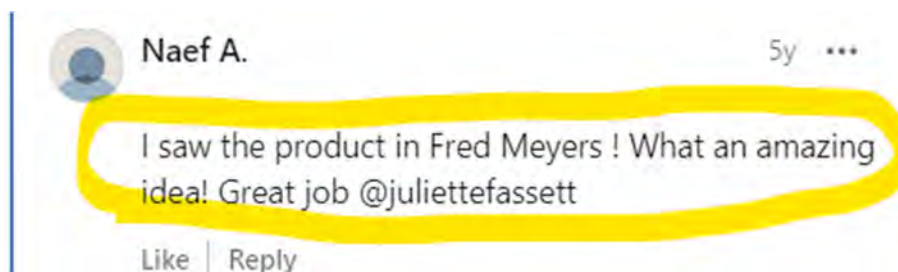 Naef A.
5y •••
I saw the product in Fred Meyers ! What an amazing
idea! Great job @juliettefassett
Like | Reply